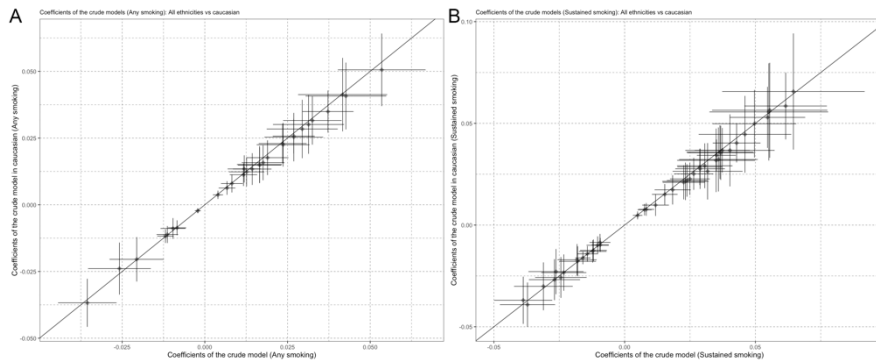 A
Coefficients of the crude models (Any smoking): All ethnicities vs caucasian
Coefficients of the crude model in caucasian (Any smoking)
0.050
0.025
0.000
-0.025
-0.050
-0.025
0.000
0.025
0.050
Coefficients of the crude model (Any smoking)
B
Coefficients of the crude models (Sustained smoking): All ethnicities vs caucasian
Coefficients of the crude model in caucasian (Sustained smoking)
0.10
0.05
0.00
-0.05
-0.05
0.00
0.05
Coefficients of the crude model (Sustained smoking)